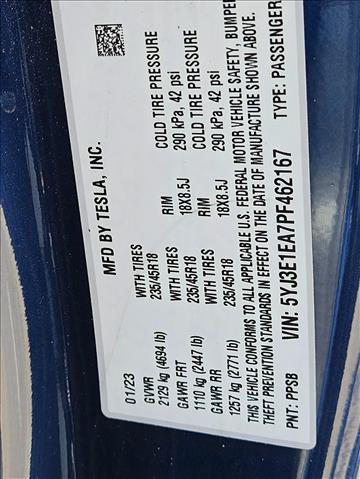 MFD BY TESLA, INC.
01/23
GVWR
2129 kg (4694 lb)
GAWR FRT WITH TIRES RIM COLD TIRE PRESSURE
1110 kg (2447 lb) 235/45R18 18X8.5J 290 kPa, 42 psi
GAWR RR WITH TIRES RIM COLD TIRE PRESSURE
1257 kg (2771 lb) 235/45R18 18X8.5J 290 kPa, 42 psi
THIS VEHICLE CONFORMS TO ALL APPLICABLE U.S. FEDERAL MOTOR VEHICLE SAFETY, BUMPER
THEFT PREVENTION STANDARDS IN EFFECT ON THE DATE OF MANUFACTURE SHOWN ABOVE.
VIN: 5YJ3E1EA7PF462167 TYPE: PASSENGER
PNT: PPSB